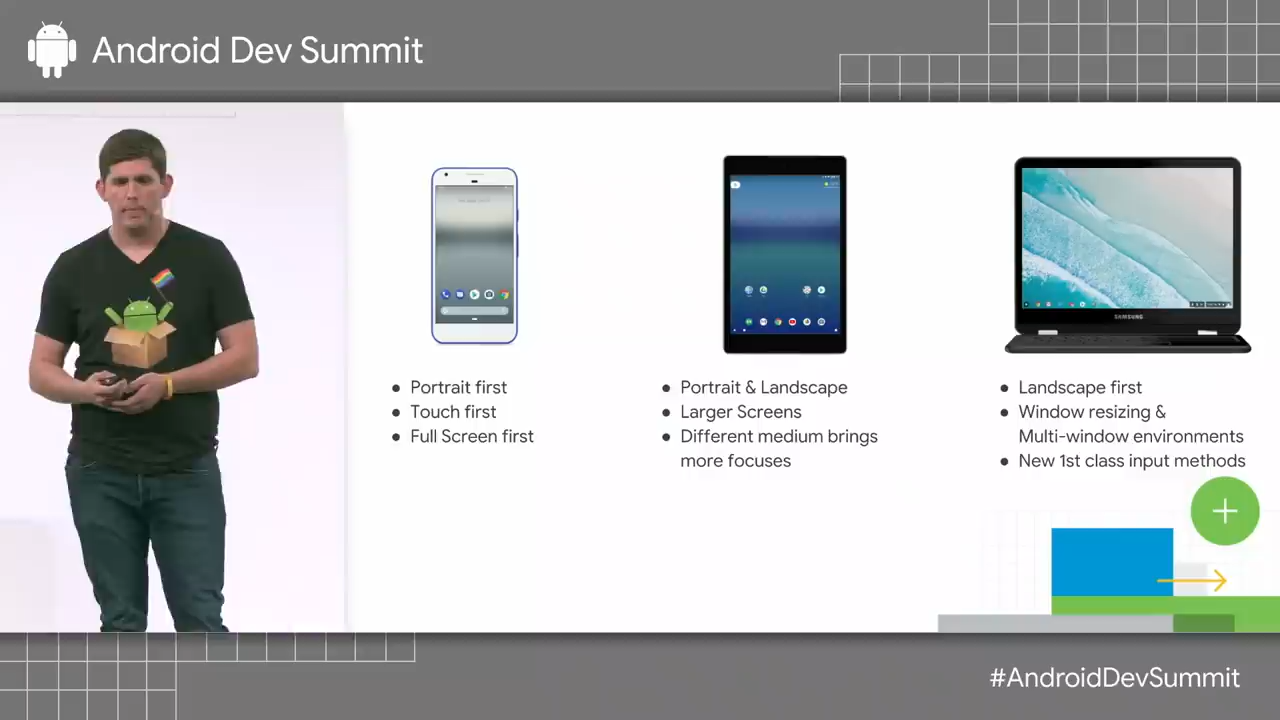 Android Dev Summit
SAMSUNG
● Portrait first
● Touch first
● Full Screen first
● Portrait & Landscape
● Larger Screens
● Different medium brings
more focuses
● Landscape first
● Window resizing &
Multi-window environments
● New 1st class input methods
#AndroidDevSummit